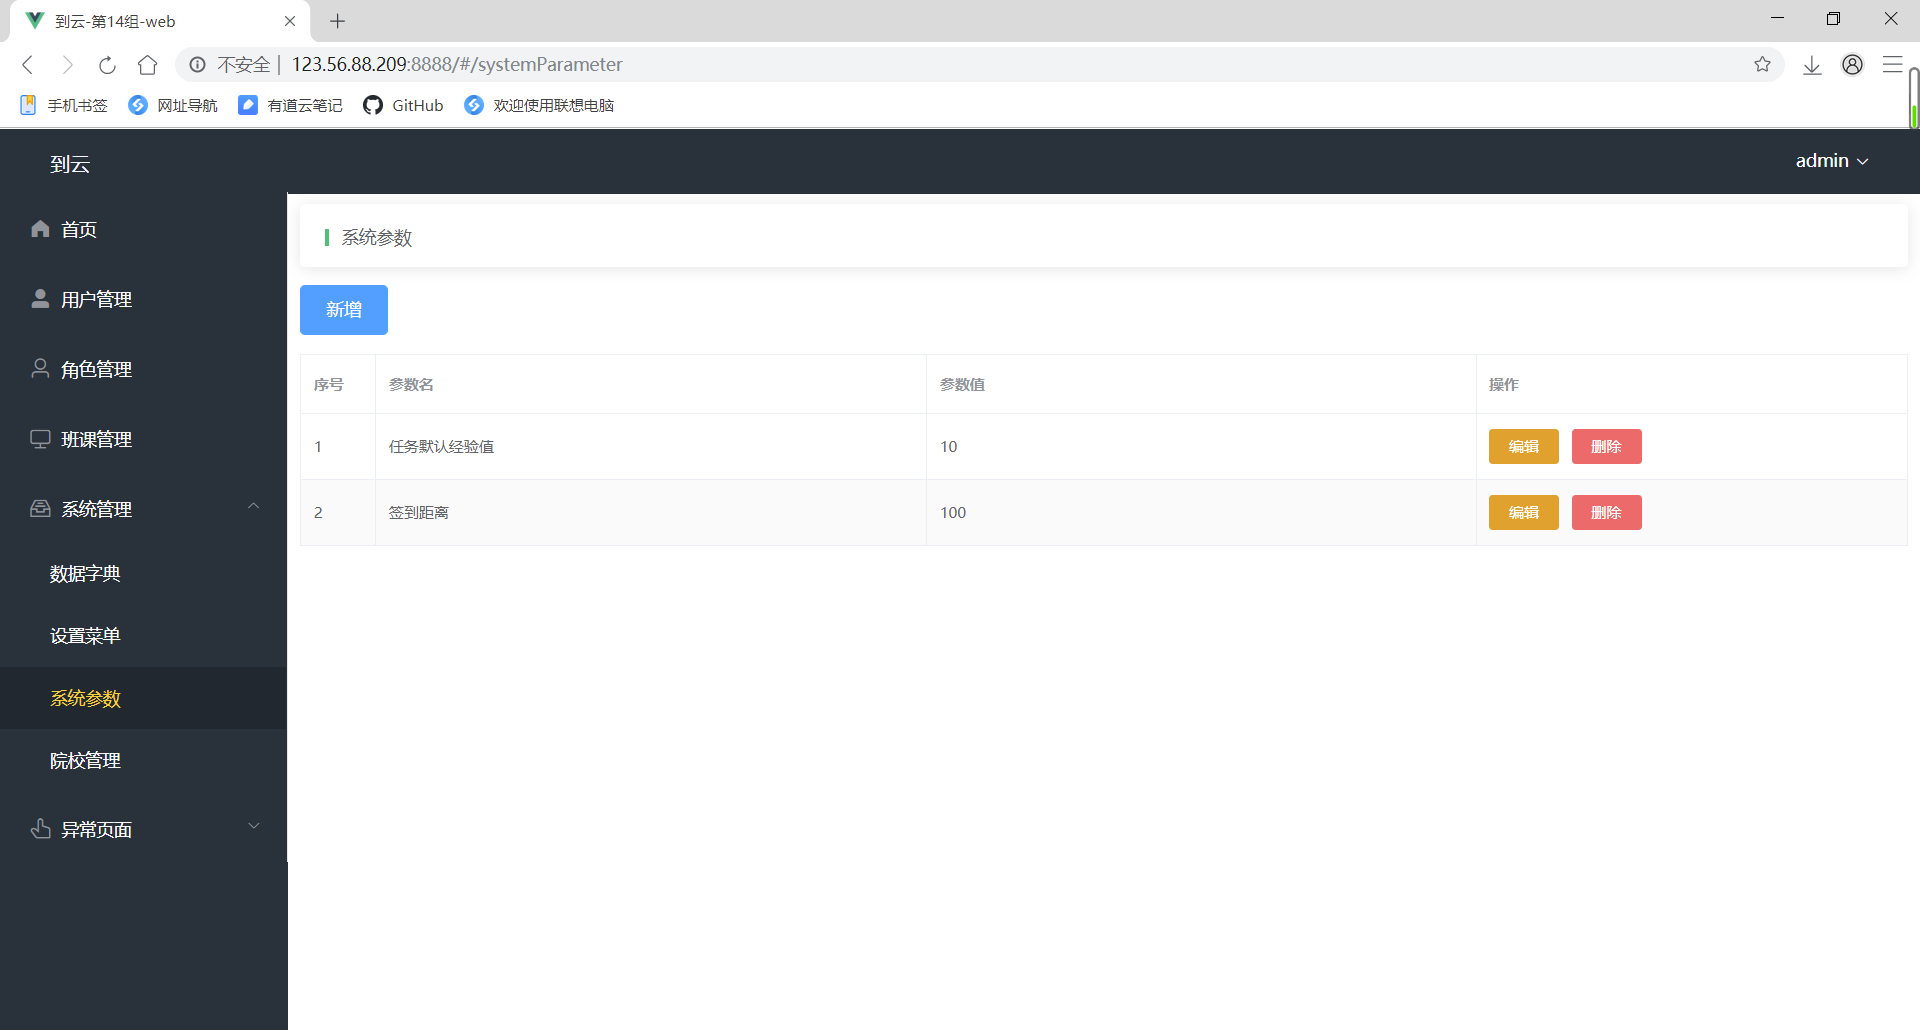 到云-第14组-web
不安全 | 123.56.88.209:8888/#/systemParameter
手机书签 网址导航 有道云笔记 GitHub 欢迎使用联想电脑
到云 admin
首页
用户管理
角色管理
班课管理
系统管理
数据字典
设置菜单
系统参数
院校管理
异常页面
系统参数
新增
序号 参数名 参数值 操作
1 任务默认经验值 10 编辑 删除
2 签到距离 100 编辑 删除